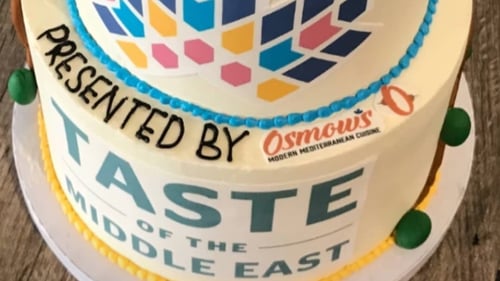 PRESENTED BY Osmow's
MODERN MEDITERRANEAN CUISINE
TASTE
OF THE
MIDDLE EAST